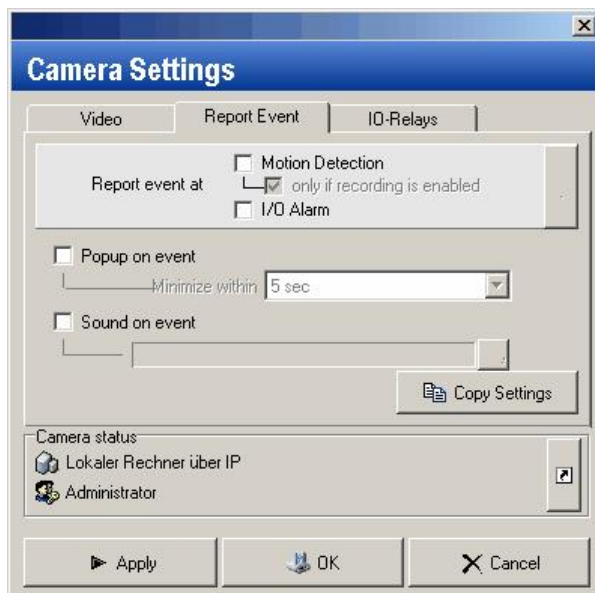 Camera Settings
Video Report Event IO-Relays
Report event at
Motion Detection
only if recording is enabled
I/O Alarm
Popup on event
Minimize within 5 sec
Sound on event
Copy Settings
Camera status
Lokaler Rechner über IP
Administrator
Apply OK Cancel